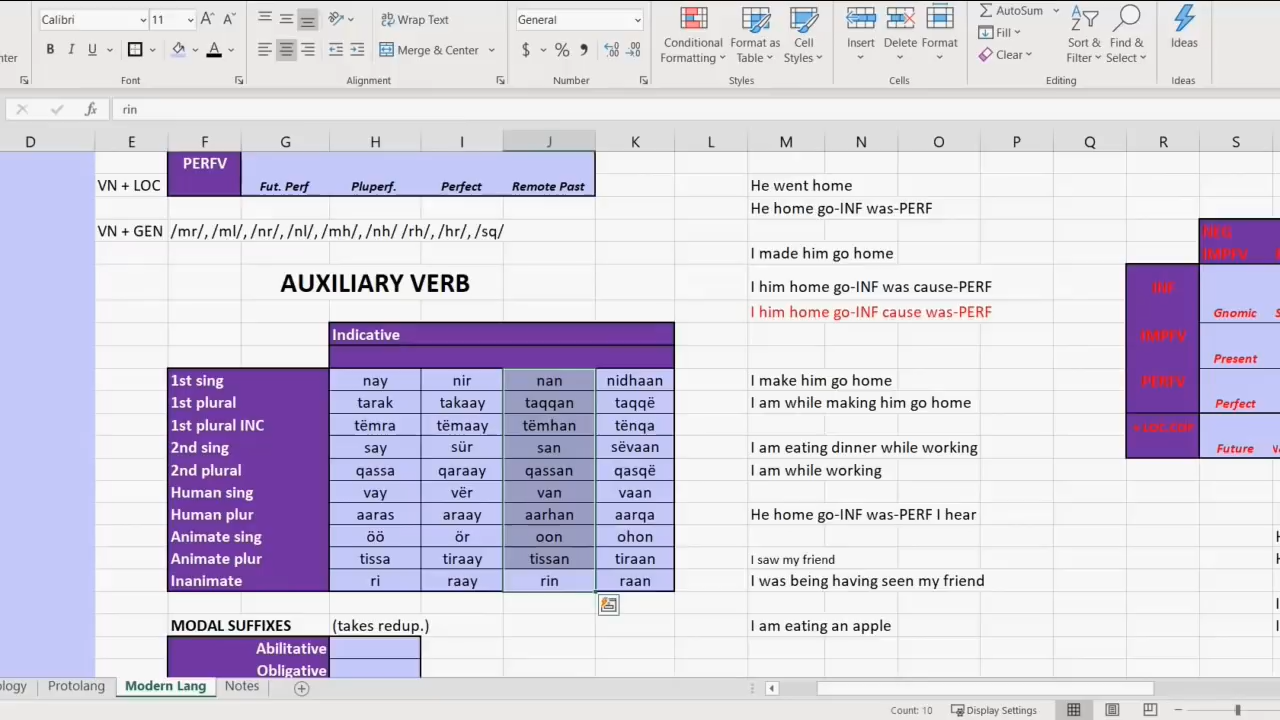 Calibri 11 A A Wrap Text General AutoSum
B I U A Merge & Center $ % 9 Conditional Formatting Format as Table Cell Styles Insert Delete Format Fill Clear Sort & Filter Find & Select Ideas
Font Alignment Number Styles Cells Editing Ideas
fx rin
D E F G H I J K L M N O P Q R S
PERFV
VN + LOC Fut. Perf Pluperf. Perfect Remote Past He went home
He home go-INF was-PERF
VN + GEN /mr/, /ml/, /nr/, /nl/, /mh/, /nh/ /rh/, /hr/, /sq/
NEG
I made him go home IMPFV
AUXILIARY VERB I him home go-INF was cause-PERF INF
I him home go-INF cause was-PERF Gnomic
Indicative IMPFV
Present
1st sing nay nir nan nidhaan I make him go home PERFV
1st plural tarak takaay taqqan taqqë I am while making him go home Perfect
1st plural INC tëmra tëmaay tëmhan tënqa + LOC.COP
2nd sing say sür san sëvaan I am eating dinner while working Future
2nd plural qassa qaraay qassan qasqë I am while working
Human sing vay vër van vaan
Human plur aaras araay aarhan aarqa He home go-INF was-PERF I hear
Animate sing öö ör oon ohon
Animate plur tissa tiraay tissan tiraan I saw my friend
Inanimate ri raay rin raan I was being having seen my friend
MODAL SUFFIXES (takes redup.) I am eating an apple
Abilitative
Obligative
Protolang Modern Lang Notes
Count: 10 Display Settings